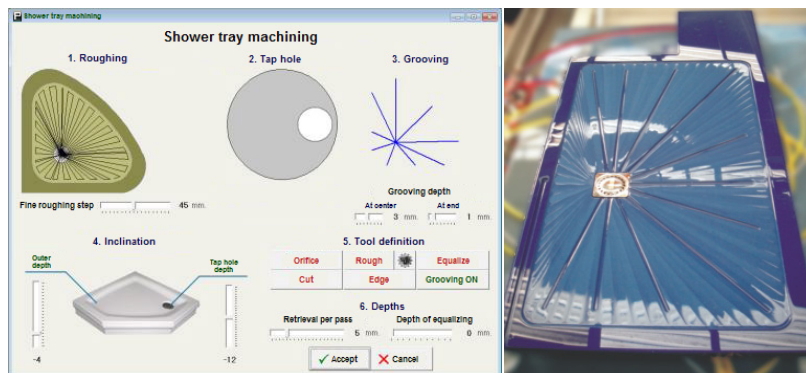 Shower tray machining
Shower tray machining
1. Roughing
2. Tap hole
3. Grooving
Fine roughing step 45 mm.
Grooving depth
At center At end
3 mm. 1 mm.
4. Inclination
Outer depth
Tap hole depth
-4
-12
5. Tool definition
Orifice Rough Equalize
Cut Edge Grooving ON
6. Depths
Retrieval per pass Depth of equalizing
5 mm. 0 mm.
Accept Cancel